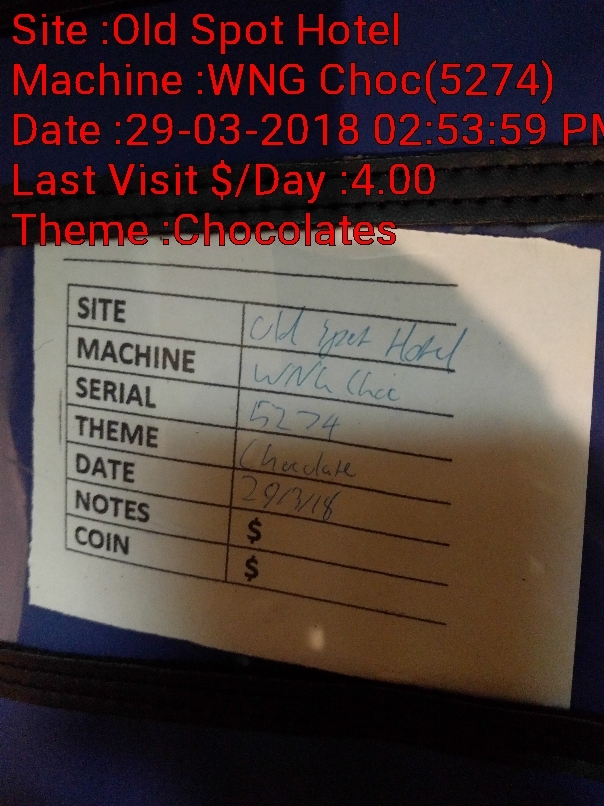 Site :Old Spot Hotel
Machine :WNG Choc(5274)
Date :29-03-2018 02:53:59 PM
Last Visit $/Day :4.00
Theme :Chocolates
SITE Old Spot Hotel
MACHINE WNG Choc
SERIAL 5274
THEME Chocolate
DATE 29/3/18
NOTES $
COIN $